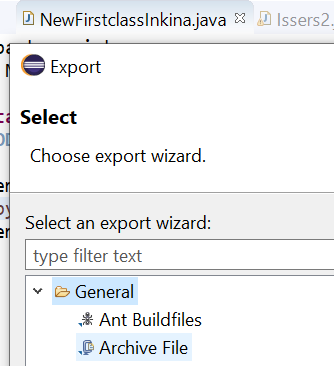 NewFirstclassInkina.java
Issers2.
Export
Select
Choose export wizard.
Select an export wizard:
type filter text
General
Ant Buildfiles
Archive File